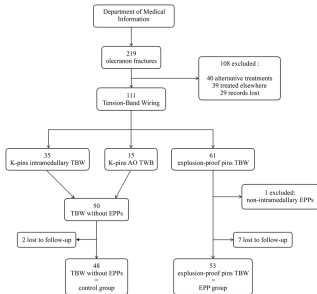 Department of Medical
Information
219
olecranon fractures
108 excluded :
40 alternative treatments
39 treated elsewhere
29 records lost
111
Tension-Band Wiring
35
K-pins intramedullary TBW
15
K-pins AO TWB
61
explusion-proof pins TBW
1 excluded:
non-intramedullary EPPs
50
TBW without EPPs
2 lost to follow-up
7 lost to follow-up
48
TBW without EPPs
=
control group
53
explusion-proof pins TBW
=
EPP group